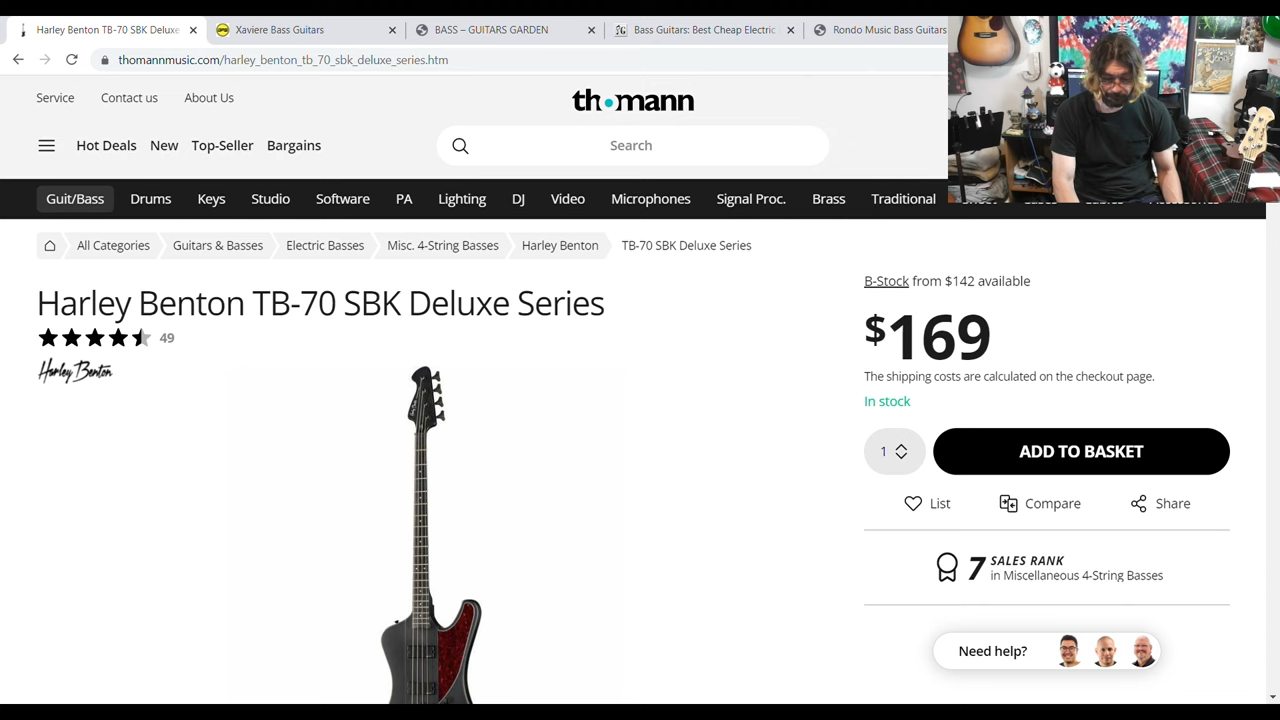 Harley Benton TB-70 SBK Deluxe
Xaviere Bass Guitars
BASS – GUITARS GARDEN
Bass Guitars: Best Cheap Electric
Rondo Music Bass Guitars
thomannmusic.com/harley_benton_tb_70_sbk_deluxe_series.htm
Service Contact us About Us
th•mann
Hot Deals New Top-Seller Bargains
Search
Guit/Bass Drums Keys Studio Software PA Lighting DJ Video Microphones Signal Proc. Brass Traditional
All Categories Guitars & Basses Electric Basses Misc. 4-String Basses Harley Benton TB-70 SBK Deluxe Series
B-Stock from $142 available
Harley Benton TB-70 SBK Deluxe Series
49
Harley Benton
$169
The shipping costs are calculated on the checkout page.
In stock
1
ADD TO BASKET
List Compare Share
7 SALES RANK
in Miscellaneous 4-String Basses
Need help?